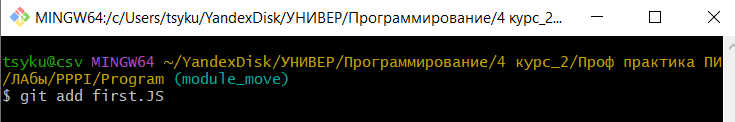 MINGW64:/c/Users/tsyku/YandexDisk/УНИВЕР/Программирование/4 курс_2...
tsyku@csv MINGW64 ~/YandexDisk/УНИВЕР/Программирование/4 курс_2/Проф практика ПИ
/ЛАбы/PPPI/Program (module_move)
$ git add first.JS